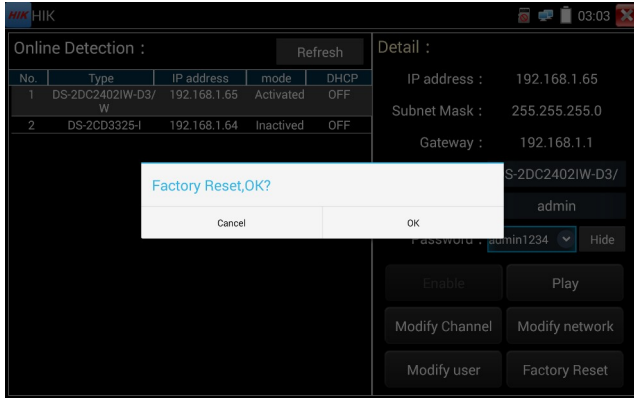 HIK HIK 03:03
Online Detection : Refresh
No. Type IP address mode DHCP
1 DS-2DC2402IW-D3/W 192.168.1.65 Activated OFF
2 DS-2CD3325-I 192.168.1.64 Inactived OFF
Detail :
IP address : 192.168.1.65
Subnet Mask : 255.255.255.0
Gateway : 192.168.1.1
S-2DC2402IW-D3/
admin
Password : admin1234 Hide
Factory Reset,OK?
Cancel OK
Enable Play
Modify Channel Modify network
Modify user Factory Reset